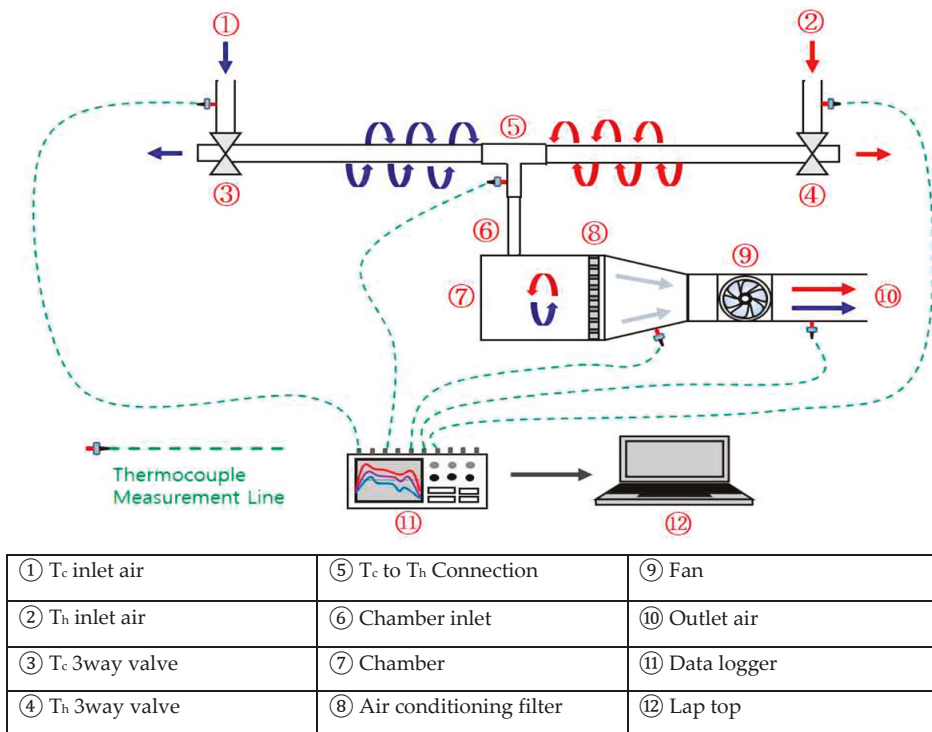 ①
②
⑤
③
④
⑥
⑧
⑨
⑦
⑩
Thermocouple
Measurement Line
⑪
⑫
① Tc inlet air
⑤ Tc to Th Connection
⑨ Fan
② Th inlet air
⑥ Chamber inlet
⑩ Outlet air
③ Tc 3way valve
⑦ Chamber
⑪ Data logger
④ Th 3way valve
⑧ Air conditioning filter
⑫ Lap top